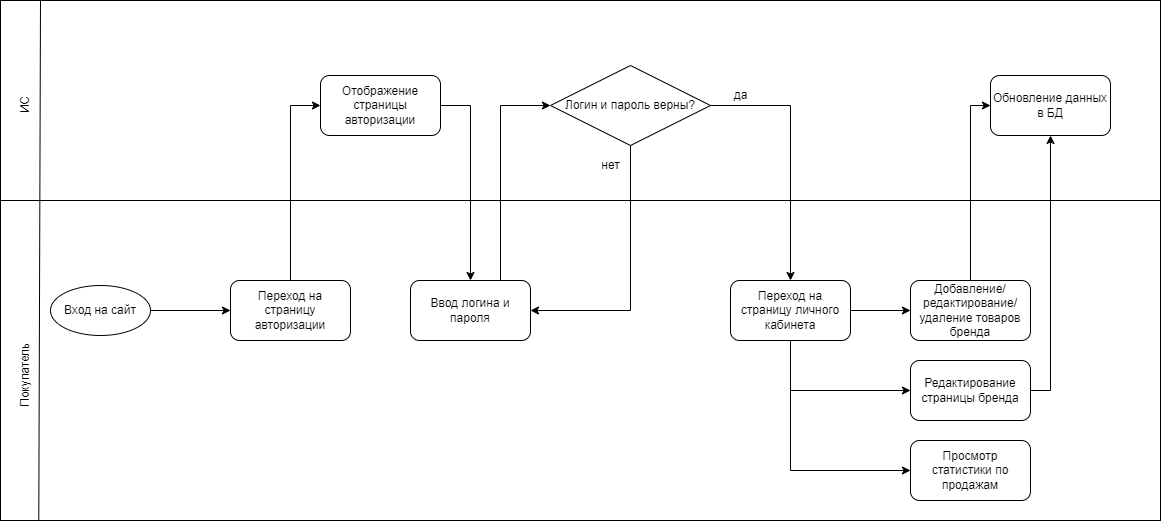 ИС
Отображение
страницы
авторизации
Логин и пароль верны?
да
нет
Обновление данных
в БД
Покупатель
Вход на сайт
Переход на
страницу
авторизации
Ввод логина и
пароля
Переход на
страницу личного
кабинета
Добавление/
редактирование/
удаление товаров
бренда
Редактирование
страницы бренда
Просмотр
статистики по
продажам